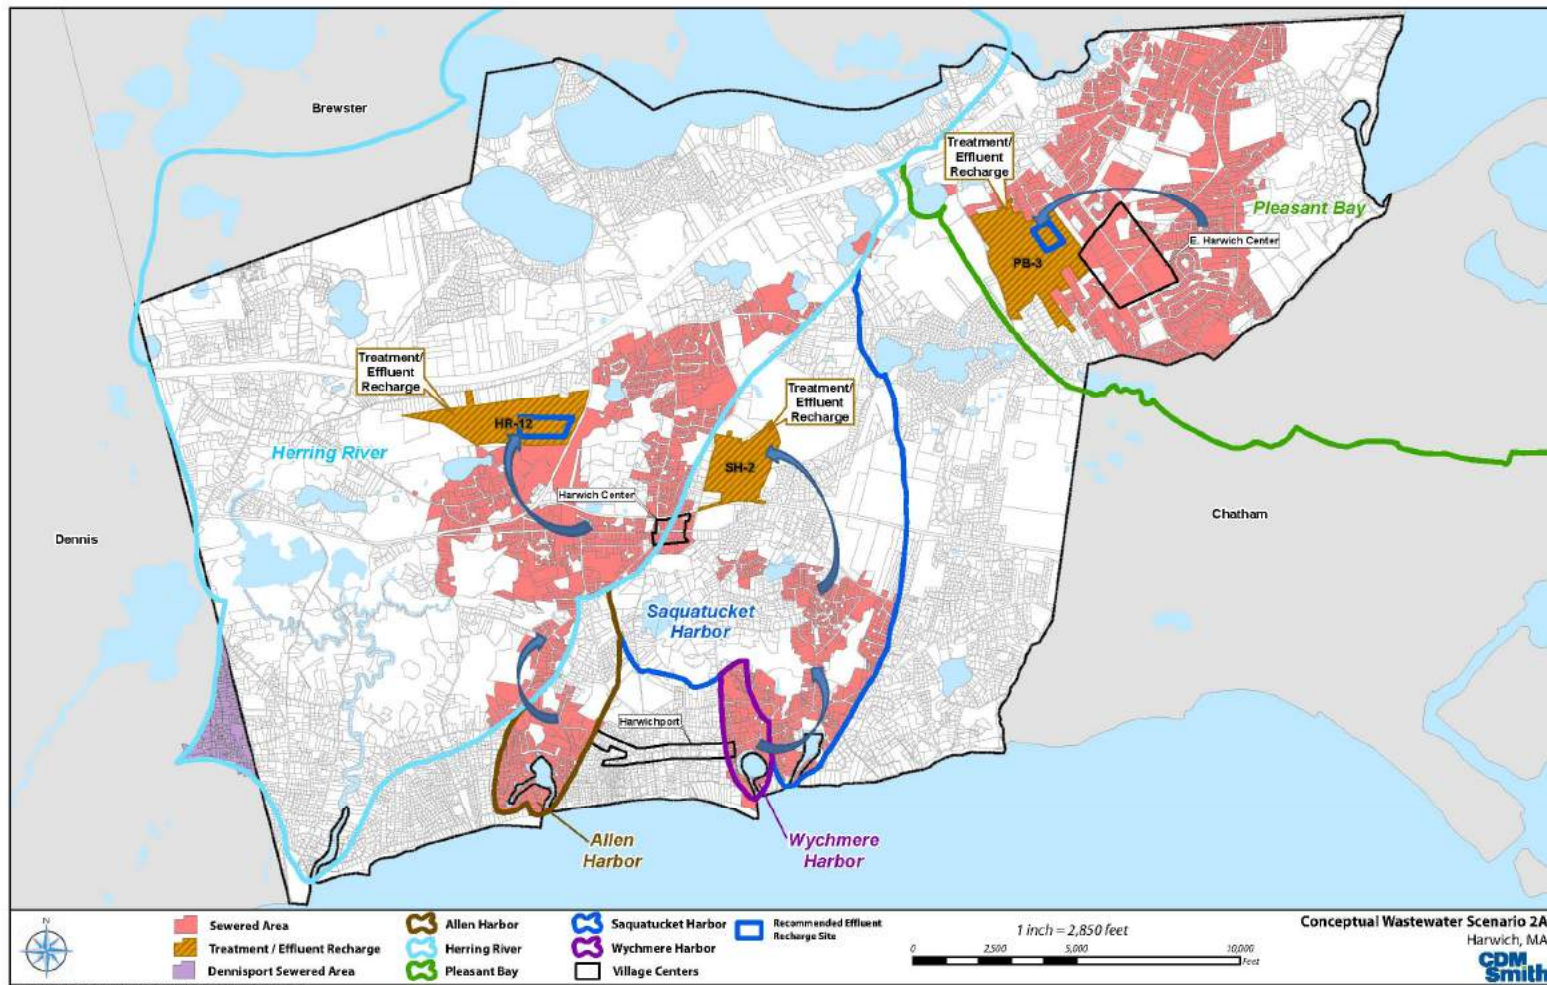 Brewster
Treatment/
Effluent
Recharge
Pleasant Bay
E. Harwich Center
PB-3
Treatment/
Effluent
Recharge
Treatment/
Effluent
Recharge
HR-12
Herring River
SH-2
Harwich Center
Chatham
Dennis
Saquatucket
Harbor
Harwichport
Allen
Harbor
Wychmere
Harbor
N
Sewered Area
Treatment / Effluent Recharge
Dennisport Sewered Area
Allen Harbor
Herring River
Pleasant Bay
Saquatucket Harbor
Wychmere Harbor
Village Centers
Recommended Effluent
Recharge Site
1 inch = 2,850 feet
0 2,500 5,000 10,000
Feet
Conceptual Wastewater Scenario 2A
Harwich, MA
CDM
Smith